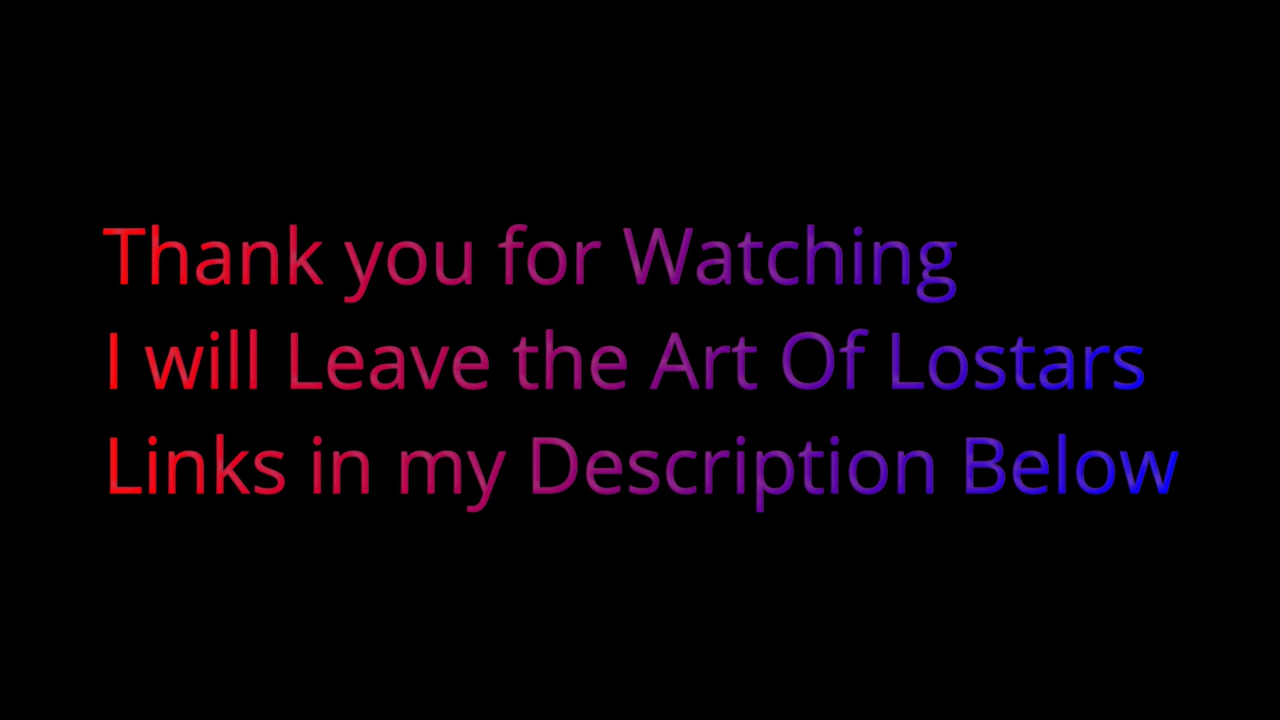 Thank you for Watching
I will Leave the Art Of Lostars
Links in my Description Below